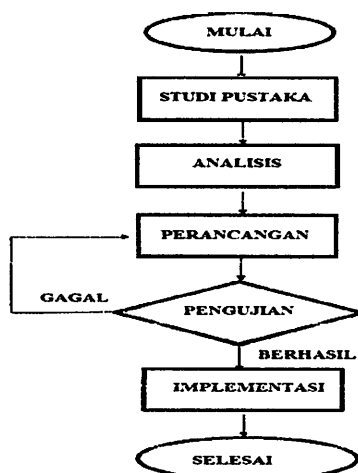 MULAI
STUDI PUSTAKA
ANALISIS
PERANCANGAN
GAGAL
PENGUJIAN
BERHASIL
IMPLEMENTASI
SELESAI